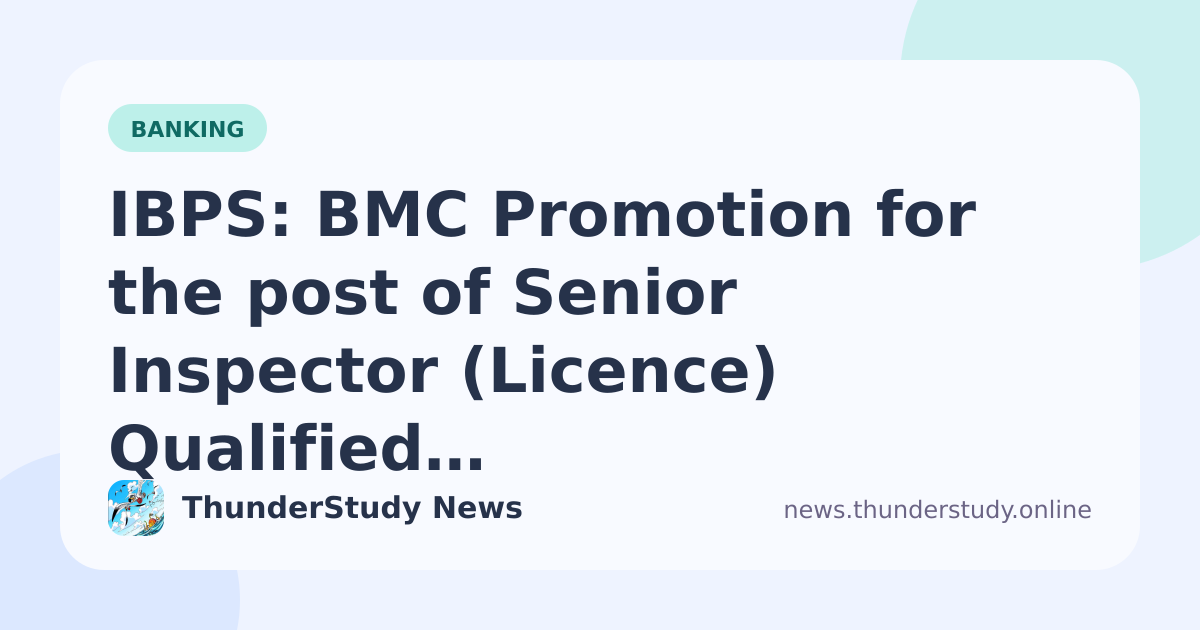 BANKING
IBPS: BMC Promotion for
the post of Senior
Inspector (Licence)
Qualified…
ThunderStudy News
news.thunderstudy.online